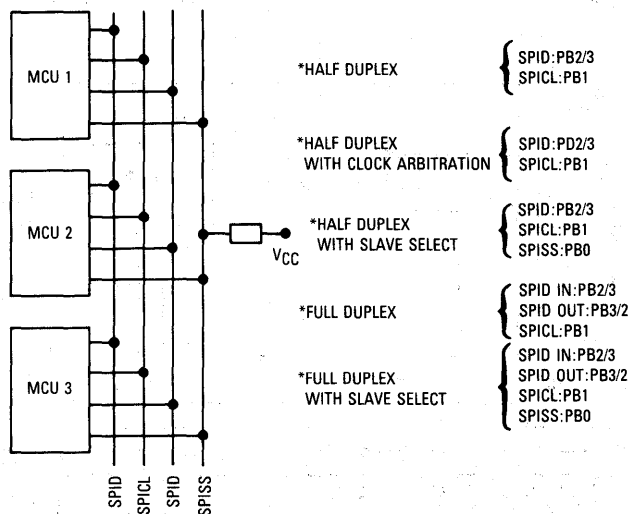 MCU 1
MCU 2
MCU 3
VCC
SPID
SPICL
SPID
SPISS
*HALF DUPLEX
SPID:PB2/3
SPICL:PB1
*HALF DUPLEX
WITH CLOCK ARBITRATION
SPID:PD2/3
SPICL:PB1
*HALF DUPLEX
WITH SLAVE SELECT
SPID:PB2/3
SPICL:PB1
SPISS:PB0
*FULL DUPLEX
SPID IN:PB2/3
SPID OUT:PB3/2
SPICL:PB1
*FULL DUPLEX
WITH SLAVE SELECT
SPID IN:PB2/3
SPID OUT:PB3/2
SPICL:PB1
SPISS:PB0